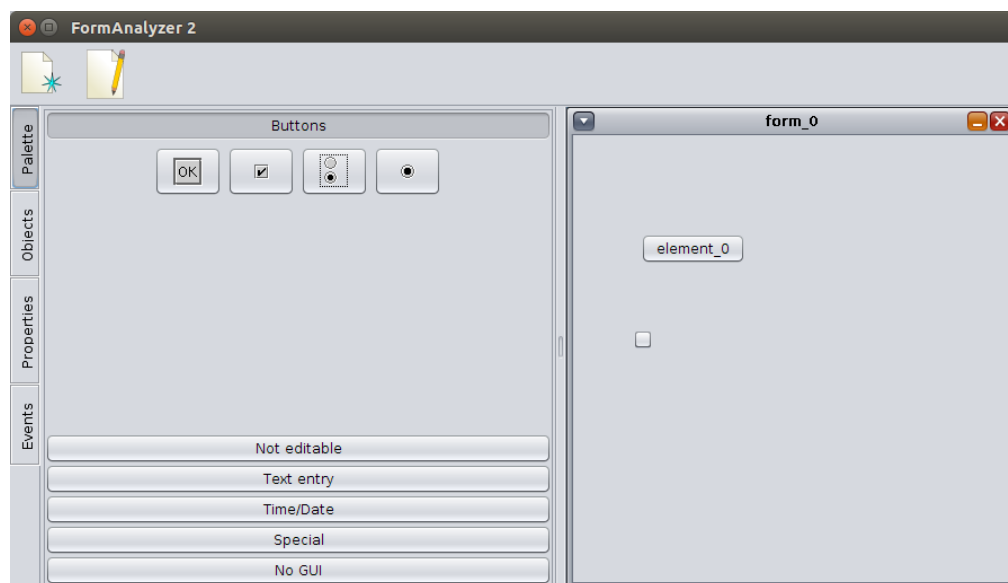 FormAnalyzer 2
Palette
Objects
Properties
Events
Buttons
OK
Not editable
Text entry
Time/Date
Special
No GUI
form_0
element_0